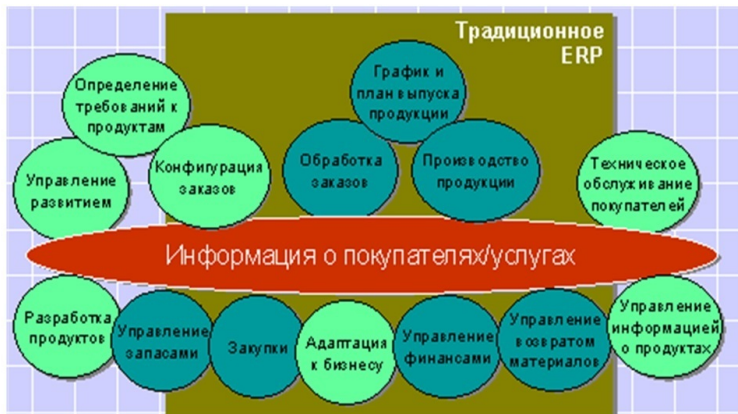 Традиционное
ERP
Определение
требований к
продуктам
График и
план выпуска
продукции
Управление
развитием
Конфигурация
заказов
Обработка
заказов
Производство
продукции
Техническое
обслуживание
покупателей
Информация о покупателях/услугах
Разработка
продуктов
Управление
запасами
Закупки
Адаптация
к бизнесу
Управление
финансами
Управление
возвратом
материалов
Управление
информацией
о продуктах